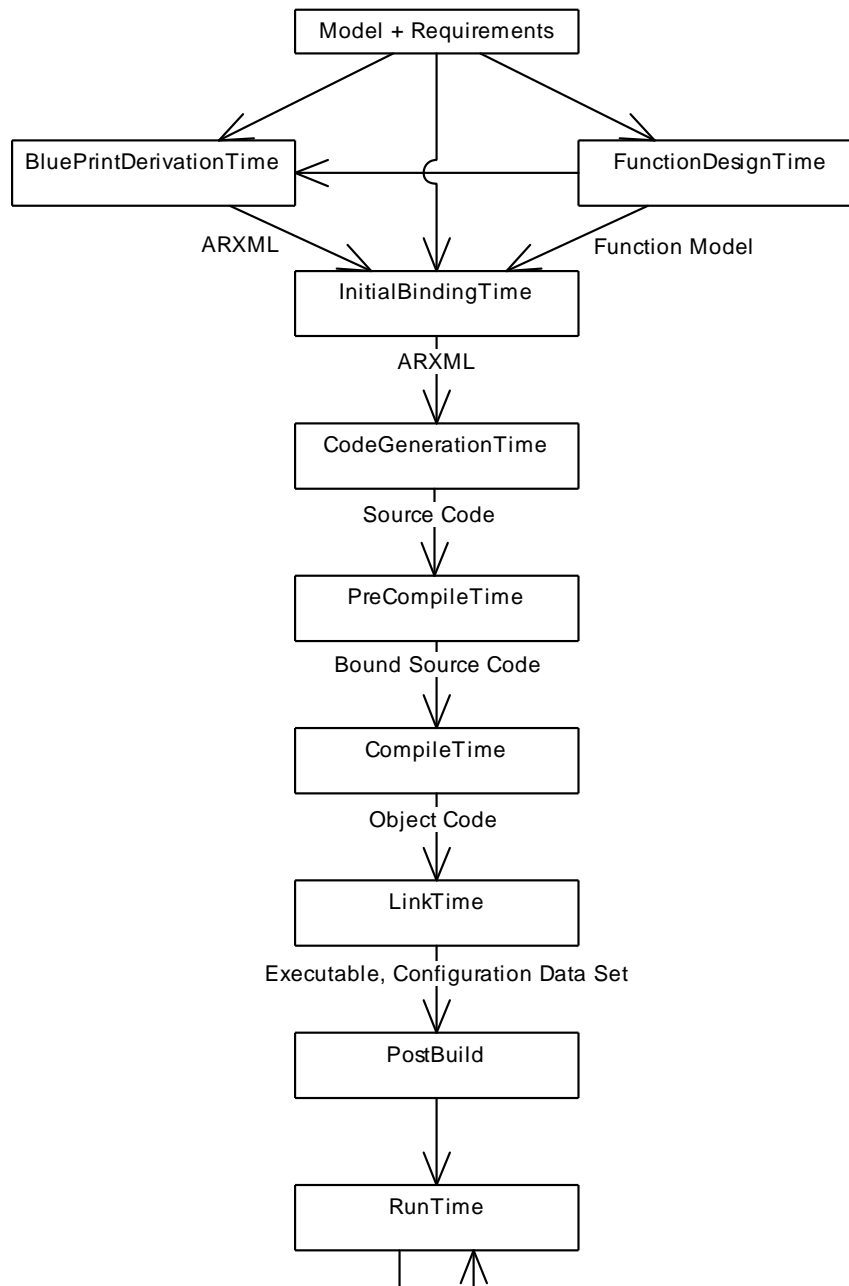 Model + Requirements
BluePrintDerivationTime
FunctionDesignTime
ARXML
Function Model
InitialBindingTime
ARXML
CodeGenerationTime
Source Code
PreCompileTime
Bound Source Code
CompileTime
Object Code
LinkTime
Executable, Configuration Data Set
PostBuild
RunTime